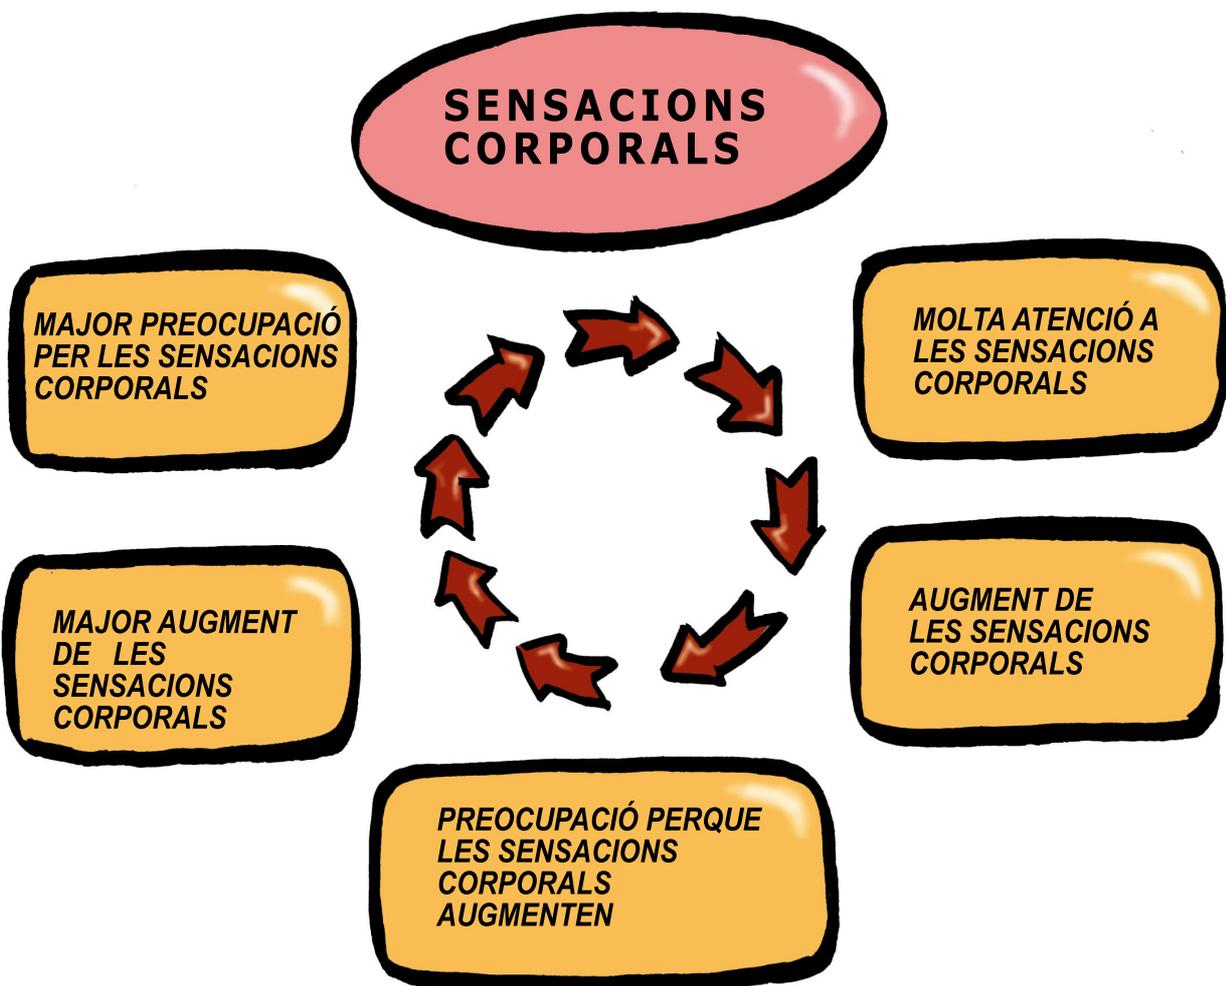 SENSACIONS
CORPORALS
MAJOR PREOCUPACIÓ
PER LES SENSACIONS
CORPORALS
MOLTA ATENCIÓ A
LES SENSACIONS
CORPORALS
MAJOR AUGMENT
DE LES
SENSACIONS
CORPORALS
AUGMENT DE
LES SENSACIONS
CORPORALS
PREOCUPACIÓ PERQUE
LES SENSACIONS
CORPORALS
AUGMENTEN